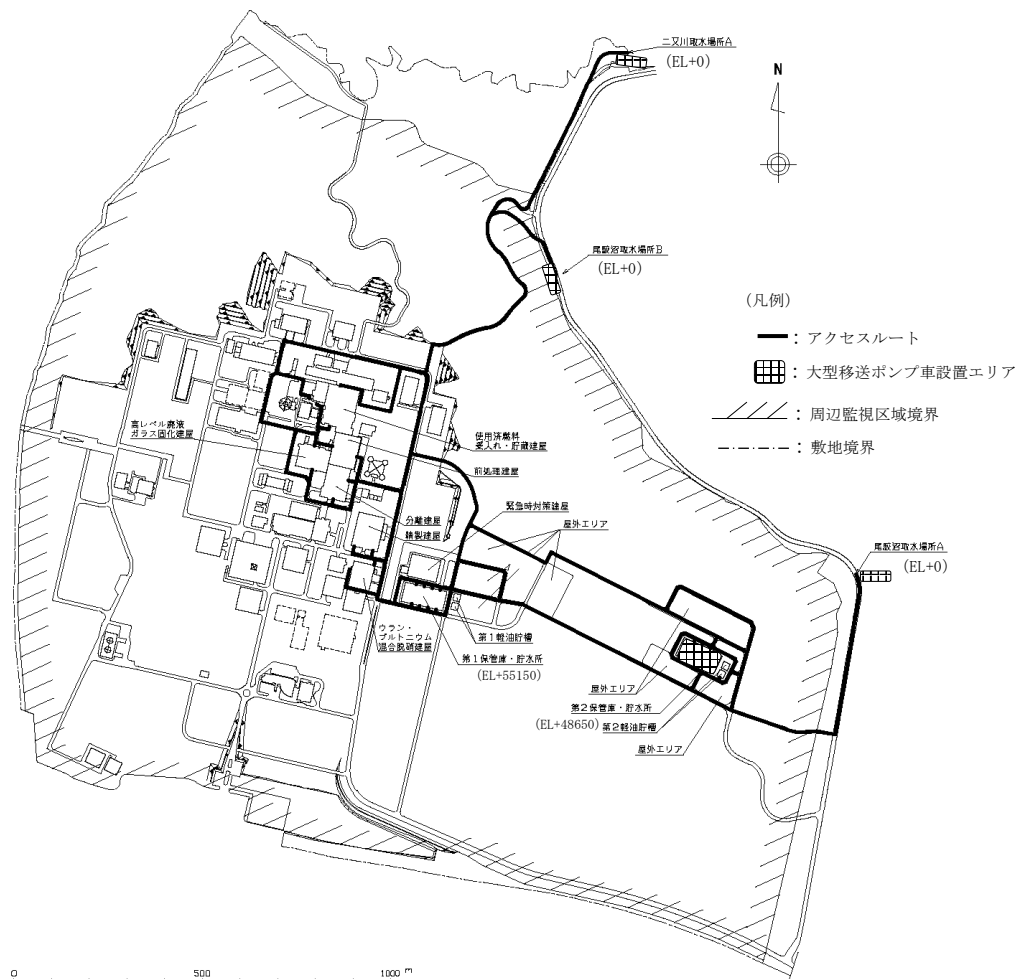 二又川取水場所A
(EL+0)
N
尾駮沼取水場所B
(EL+0)
(凡例)
: アクセスルート
: 大型移送ポンプ車設置エリア
: 周辺監視区域境界
: 敷地境界
高レベル廃液
ガラス固化建屋
使用済燃料
受入れ・貯蔵建屋
前処理建屋
分離建屋
精製建屋
緊急時対策建屋
屋外エリア
尾駮沼取水場所A
(EL+0)
ウラン・
プルトニウム
混合脱硝建屋
第1軽油貯槽
第1保管庫・貯水所
(EL+55150)
屋外エリア
第2保管庫・貯水所
(EL+48650)
第2軽油貯槽
屋外エリア
0 500 1000 m